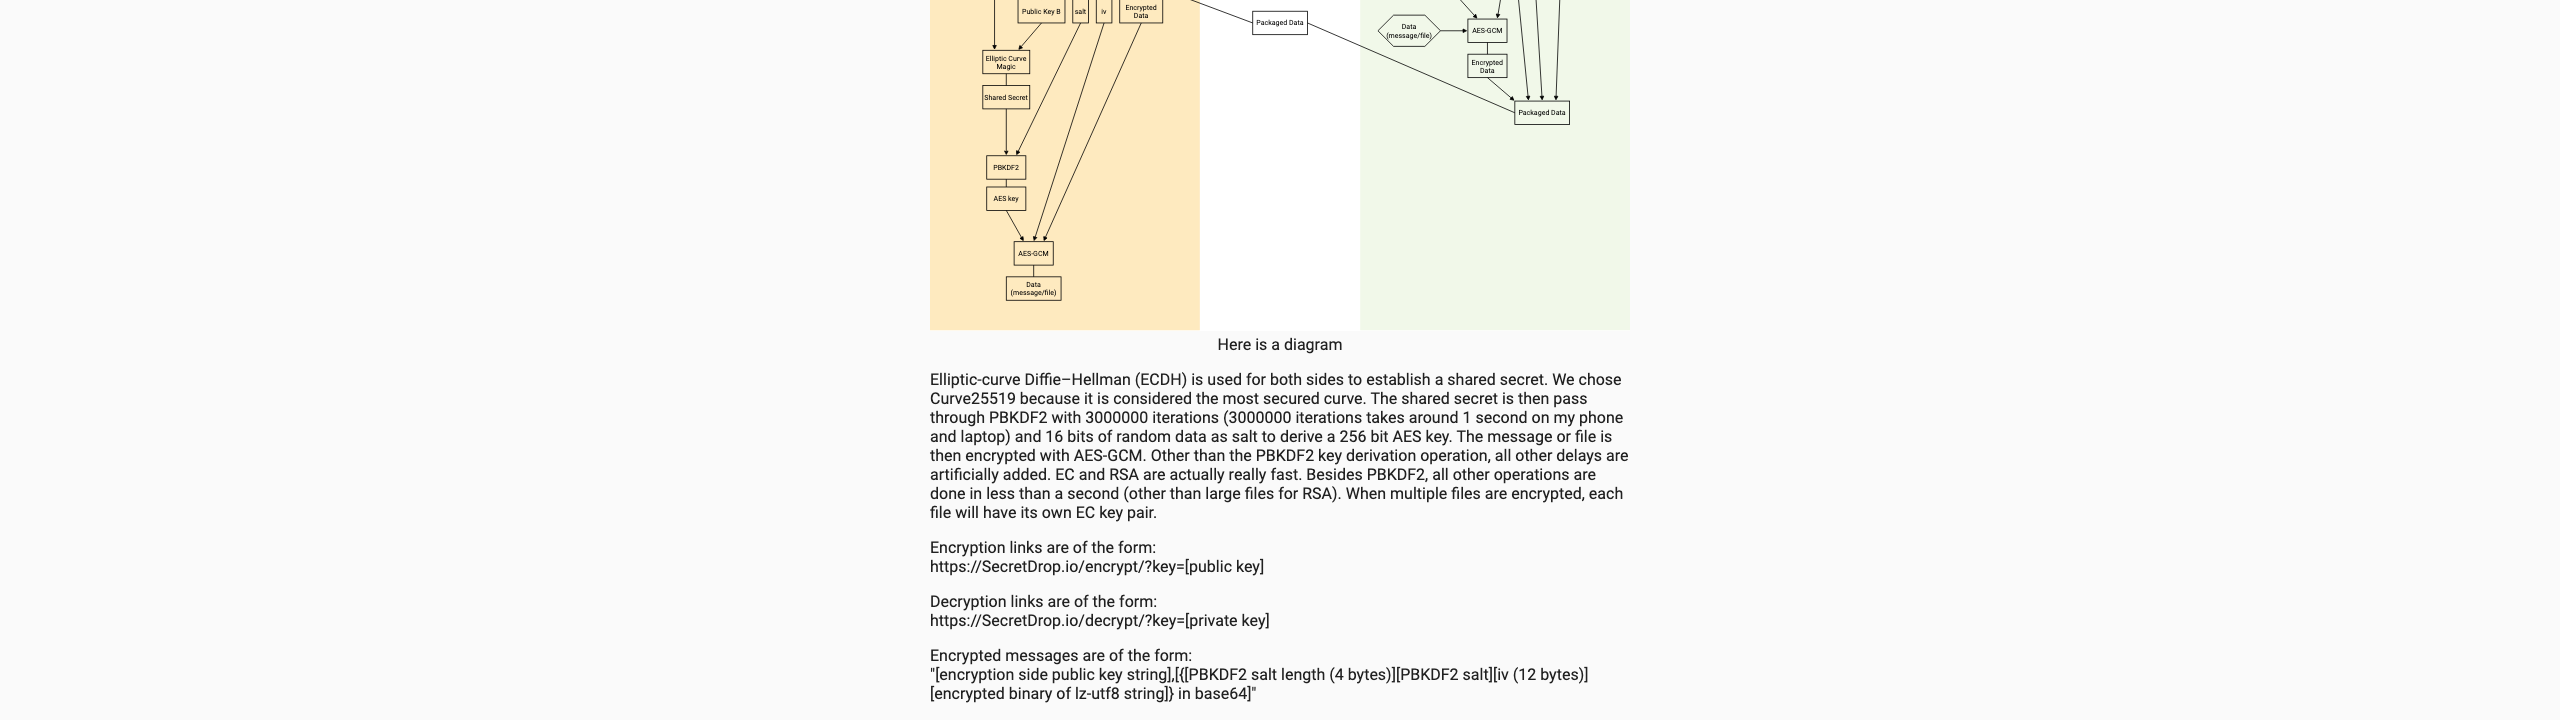 Public Key B
salt
iv
Encrypted
Data
Packaged Data
Data
(message/file)
AES-GCM
Elliptic Curve
Magic
Encrypted
Data
Shared Secret
Packaged Data
PBKDF2
AES key
AES-GCM
Data
(message/file)
Here is a diagram
Elliptic-curve Diffie–Hellman (ECDH) is used for both sides to establish a shared secret. We chose
Curve25519 because it is considered the most secured curve. The shared secret is then pass
through PBKDF2 with 3000000 iterations (3000000 iterations takes around 1 second on my phone
and laptop) and 16 bits of random data as salt to derive a 256 bit AES key. The message or file is
then encrypted with AES-GCM. Other than the PBKDF2 key derivation operation, all other delays are
artificially added. EC and RSA are actually really fast. Besides PBKDF2, all other operations are
done in less than a second (other than large files for RSA). When multiple files are encrypted, each
file will have its own EC key pair.
Encryption links are of the form:
https://SecretDrop.io/encrypt/?key=[public key]
Decryption links are of the form:
https://SecretDrop.io/decrypt/?key=[private key]
Encrypted messages are of the form:
"[encryption side public key string],[{[PBKDF2 salt length (4 bytes)][PBKDF2 salt][iv (12 bytes)]
[encrypted binary of lz-utf8 string]} in base64]"